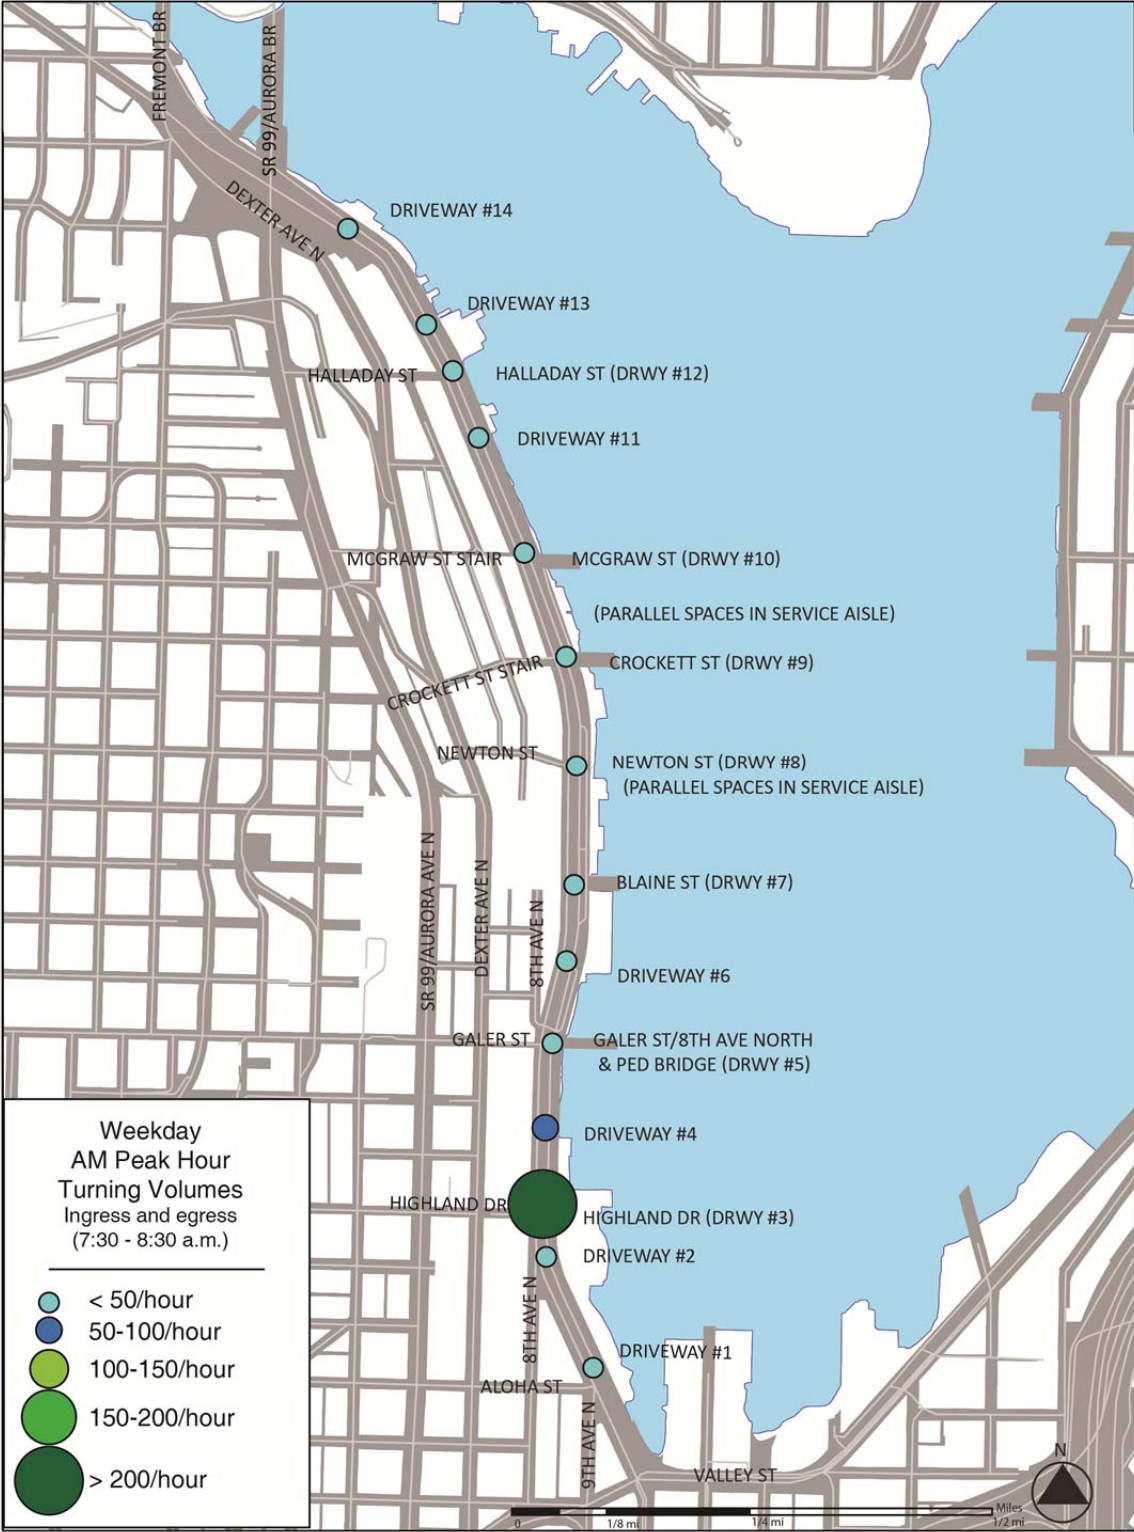 FREMONT BR
SR 99/AURORA BR
DEXTER AVE N
DRIVEWAY #14
DRIVEWAY #13
HALLADAY ST
HALLADAY ST (DRWY #12)
DRIVEWAY #11
MCGRAW ST STAIR
MCGRAW ST (DRWY #10)
(PARALLEL SPACES IN SERVICE AISLE)
CROCKETT ST STAIR
CROCKETT ST (DRWY #9)
NEWTON ST
NEWTON ST (DRWY #8)
(PARALLEL SPACES IN SERVICE AISLE)
SR 99/AURORA AVE N
DEXTER AVE N
8TH AVE N
BLAINE ST (DRWY #7)
DRIVEWAY #6
GALER ST
GALER ST/8TH AVE NORTH
& PED BRIDGE (DRWY #5)
DRIVEWAY #4
HIGHLAND DR
HIGHLAND DR (DRWY #3)
DRIVEWAY #2
8TH AVE N
DRIVEWAY #1
ALOHA ST
9TH AVE N
VALLEY ST
Weekday
AM Peak Hour
Turning Volumes
Ingress and egress
(7:30 - 8:30 a.m.)
< 50/hour
50-100/hour
100-150/hour
150-200/hour
> 200/hour
N
Miles
0
1/8 mi
1/4 mi
1/2 mi